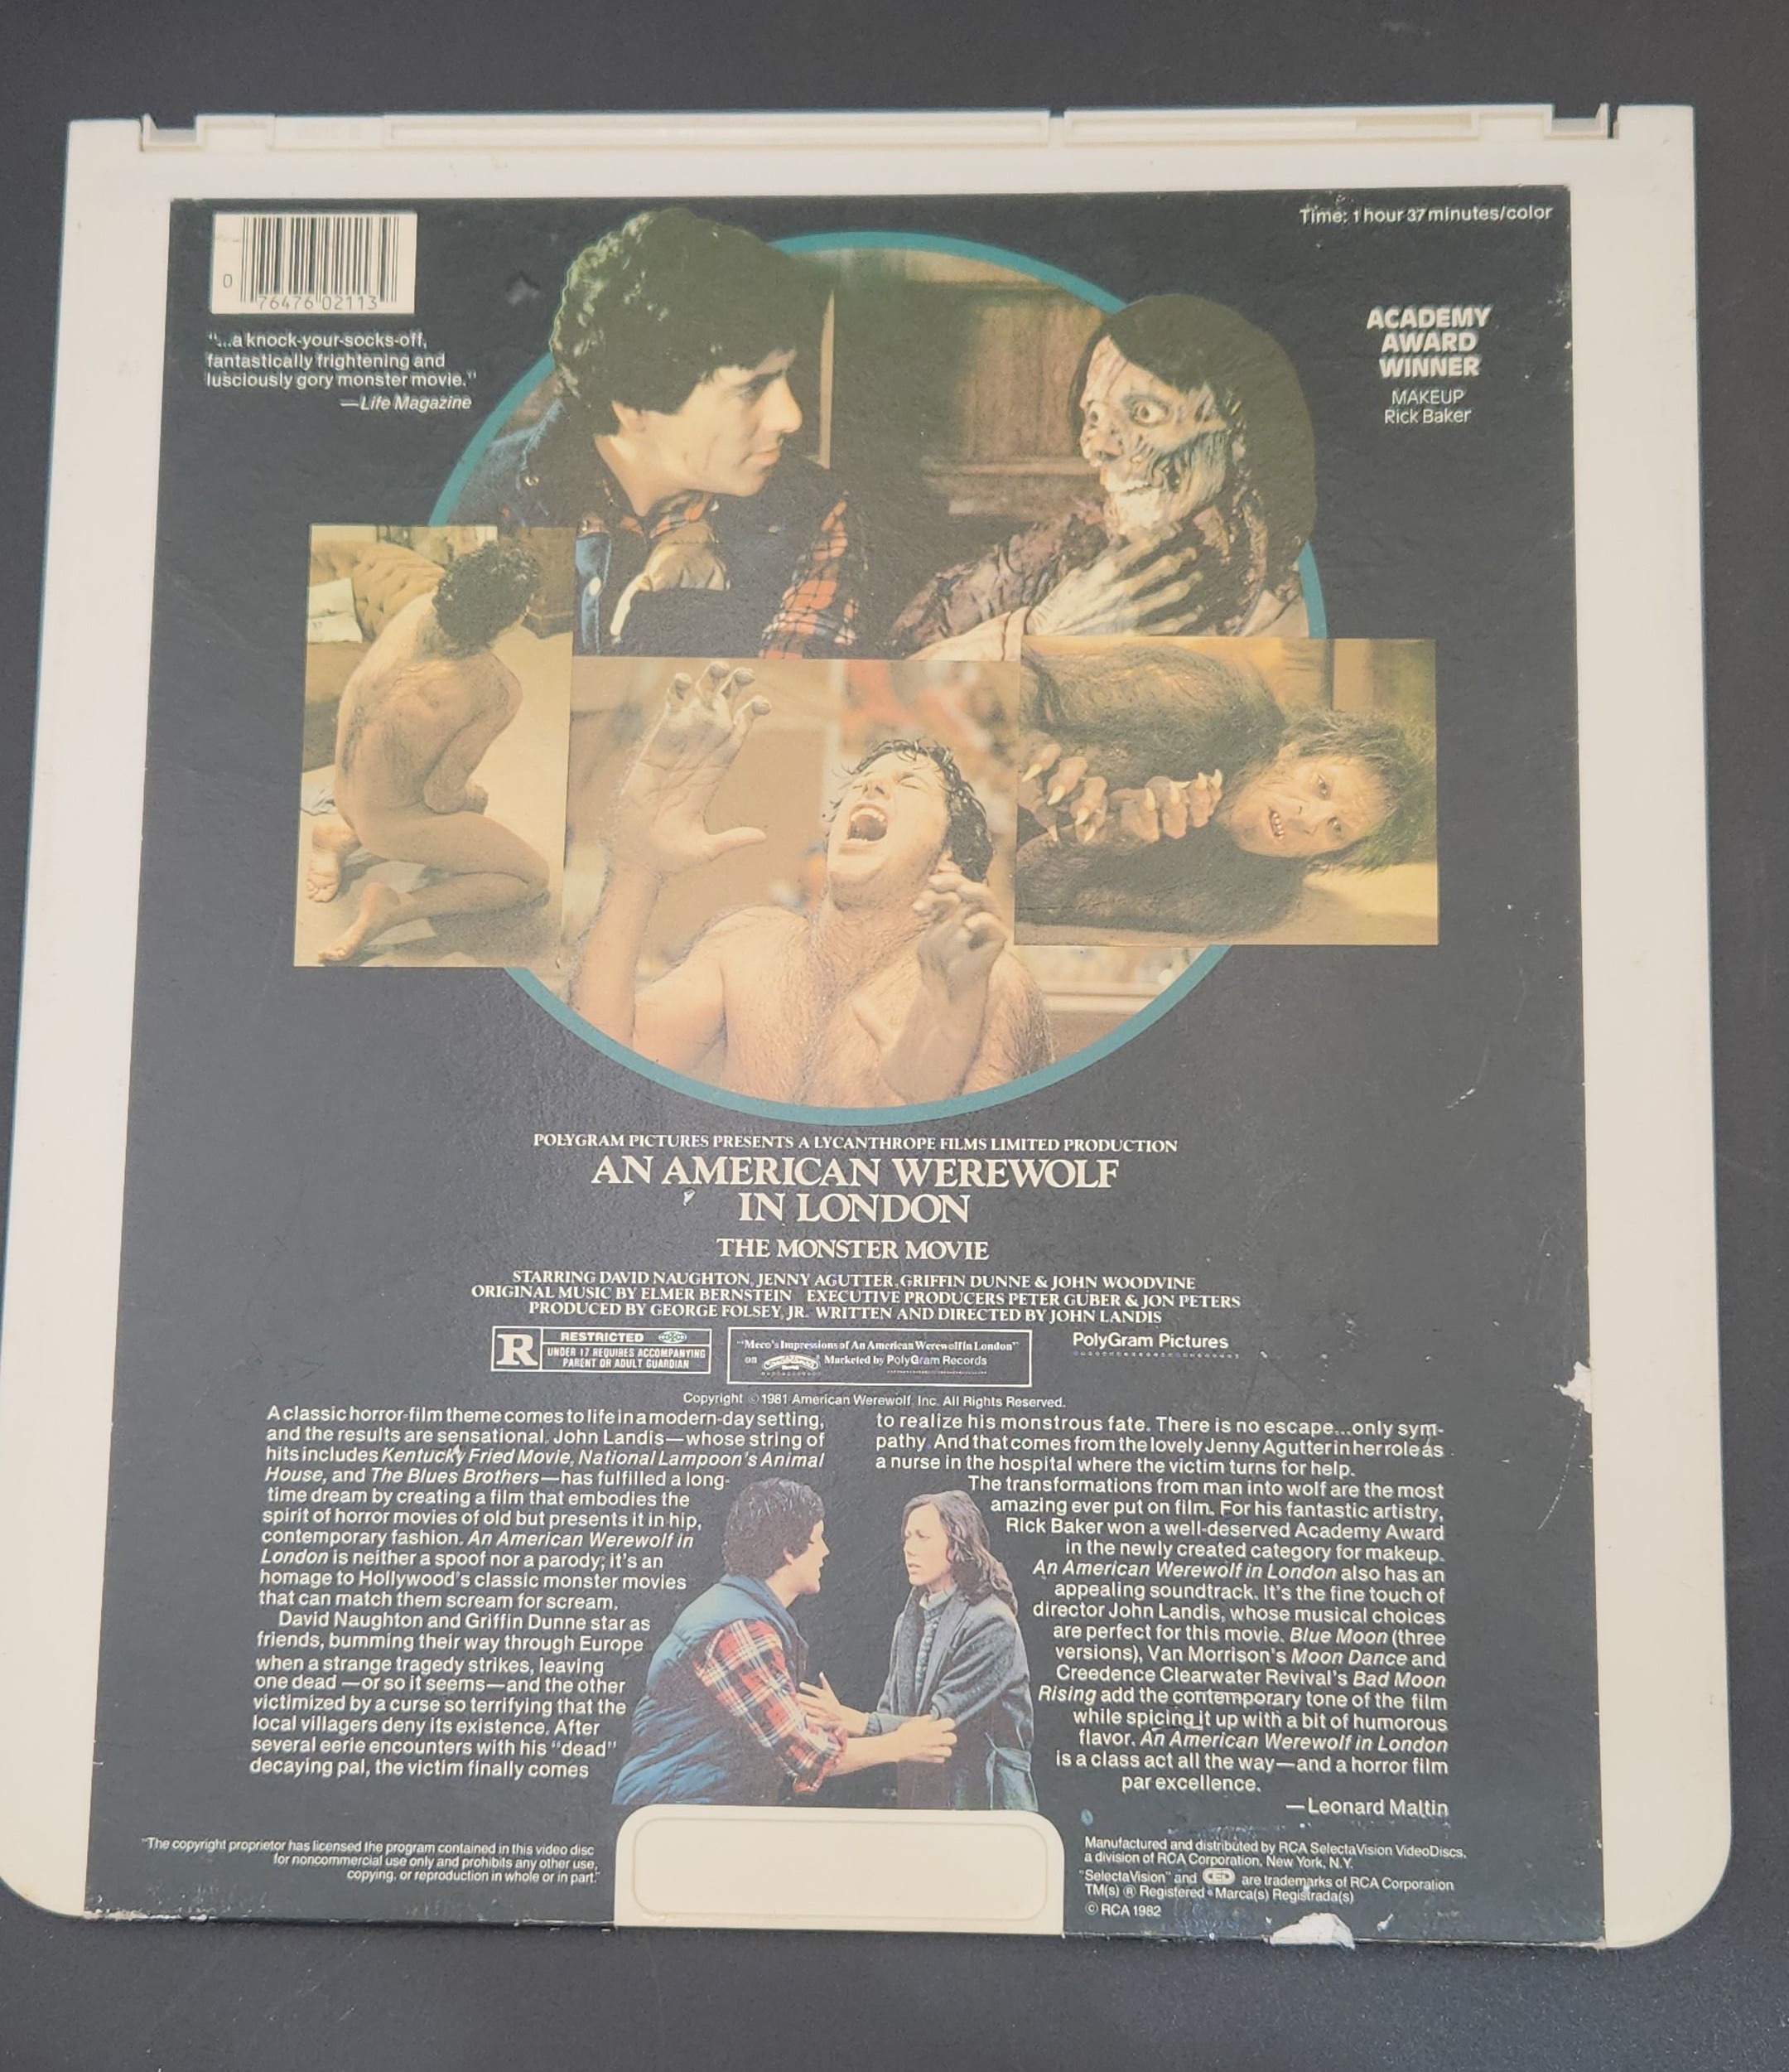 Time: 1 hour 37 minutes/color
0
76476 02113
"...a knock-your-socks-off,
fantastically frightening and
lusciously gory monster movie."
—Life Magazine
ACADEMY
AWARD
WINNER
MAKEUP
Rick Baker
POLYGRAM PICTURES PRESENTS A LYCANTHROPE FILMS LIMITED PRODUCTION
AN AMERICAN WEREWOLF
IN LONDON
THE MONSTER MOVIE
STARRING DAVID NAUGHTON, JENNY AGUTTER, GRIFFIN DUNNE & JOHN WOODVINE
ORIGINAL MUSIC BY ELMER BERNSTEIN EXECUTIVE PRODUCERS PETER GUBER & JON PETERS
PRODUCED BY GEORGE FOLSEY, JR. WRITTEN AND DIRECTED BY JOHN LANDIS
R
RESTRICTED
UNDER 17 REQUIRES ACCOMPANYING
PARENT OR ADULT GUARDIAN
"Meco's Impressions of An American Werewolf in London"
on Marketed by PolyGram Records
PolyGram Pictures
Copyright © 1981 American Werewolf, Inc. All Rights Reserved.
A classic horror-film theme comes to life in a modern-day setting,
and the results are sensational. John Landis—whose string of
hits includes Kentucky Fried Movie, National Lampoon's Animal
House, and The Blues Brothers—has fulfilled a long-
time dream by creating a film that embodies the
spirit of horror movies of old but presents it in hip,
contemporary fashion. An American Werewolf in
London is neither a spoof nor a parody; it's an
homage to Hollywood's classic monster movies
that can match them scream for scream.
David Naughton and Griffin Dunne star as
friends, bumming their way through Europe
when a strange tragedy strikes, leaving
one dead —or so it seems—and the other
victimized by a curse so terrifying that the
local villagers deny its existence. After
several eerie encounters with his "dead"
decaying pal, the victim finally comes
to realize his monstrous fate. There is no escape...only sym-
pathy. And that comes from the lovely Jenny Agutter in her role as
a nurse in the hospital where the victim turns for help.
The transformations from man into wolf are the most
amazing ever put on film. For his fantastic artistry,
Rick Baker won a well-deserved Academy Award
in the newly created category for makeup.
An American Werewolf in London also has an
appealing soundtrack. It's the fine touch of
director John Landis, whose musical choices
are perfect for this movie. Blue Moon (three
versions), Van Morrison's Moon Dance and
Creedence Clearwater Revival's Bad Moon
Rising add the contemporary tone of the film
while spicing it up with a bit of humorous
flavor. An American Werewolf in London
is a class act all the way—and a horror film
par excellence.
—Leonard Maltin
"The copyright proprietor has licensed the program contained in this video disc
for noncommercial use only and prohibits any other use,
copying, or reproduction in whole or in part."
Manufactured and distributed by RCA SelectaVision VideoDiscs,
a division of RCA Corporation, New York, N.Y.
"SelectaVision" and CED are trademarks of RCA Corporation
TM(s) ® Registered • Marca(s) Registrada(s)
© RCA 1982